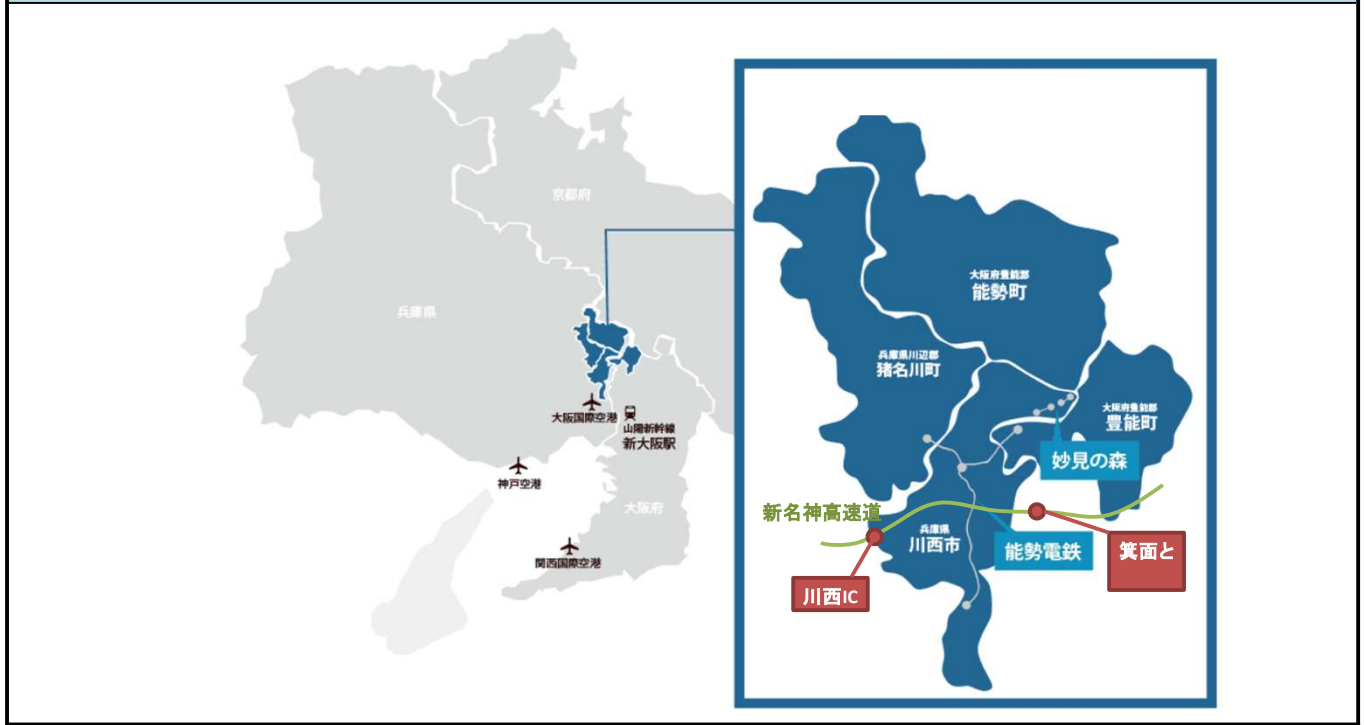 京都府
兵庫県
大阪国際空港
山陽新幹線
新大阪駅
神戸空港
大阪府
関西国際空港
大阪府豊能郡
能勢町
兵庫県川辺郡
猪名川町
大阪府豊能郡
豊能町
妙見の森
新名神高速道
兵庫県
川西市
能勢電鉄
箕面と
川西IC